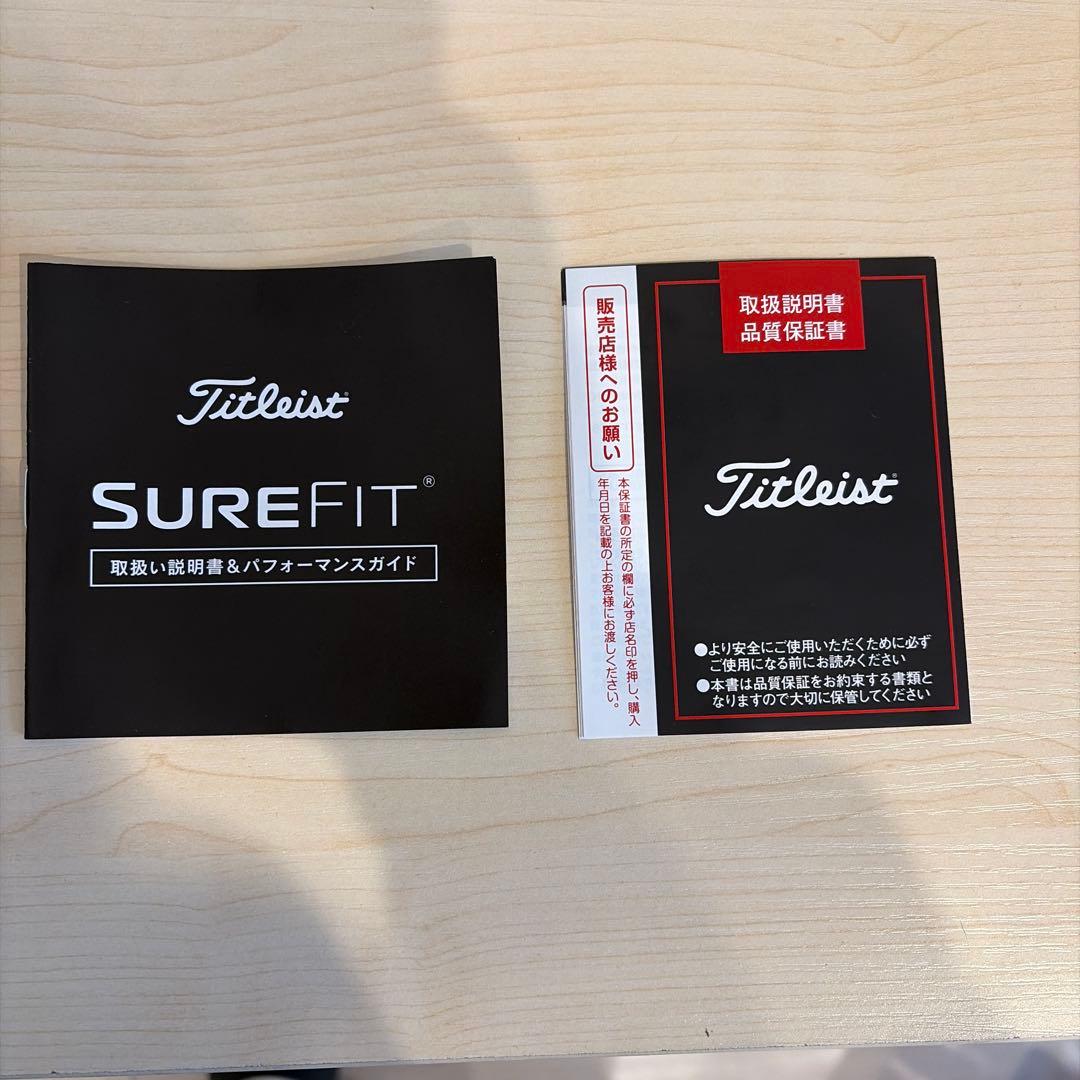 Titleist®
SUREFIT®
取扱い説明書&パフォーマンスガイド
販売店様へのお願い
本保証書の所定の欄に必ず店名印を押し、購入
年月日を記載の上お客様にお渡しください。
取扱説明書
品質保証書
Titleist®
●より安全にご使用いただくために必ず
ご使用になる前にお読みください
●本書は品質保証をお約束する書類と
なりますので大切に保管してください